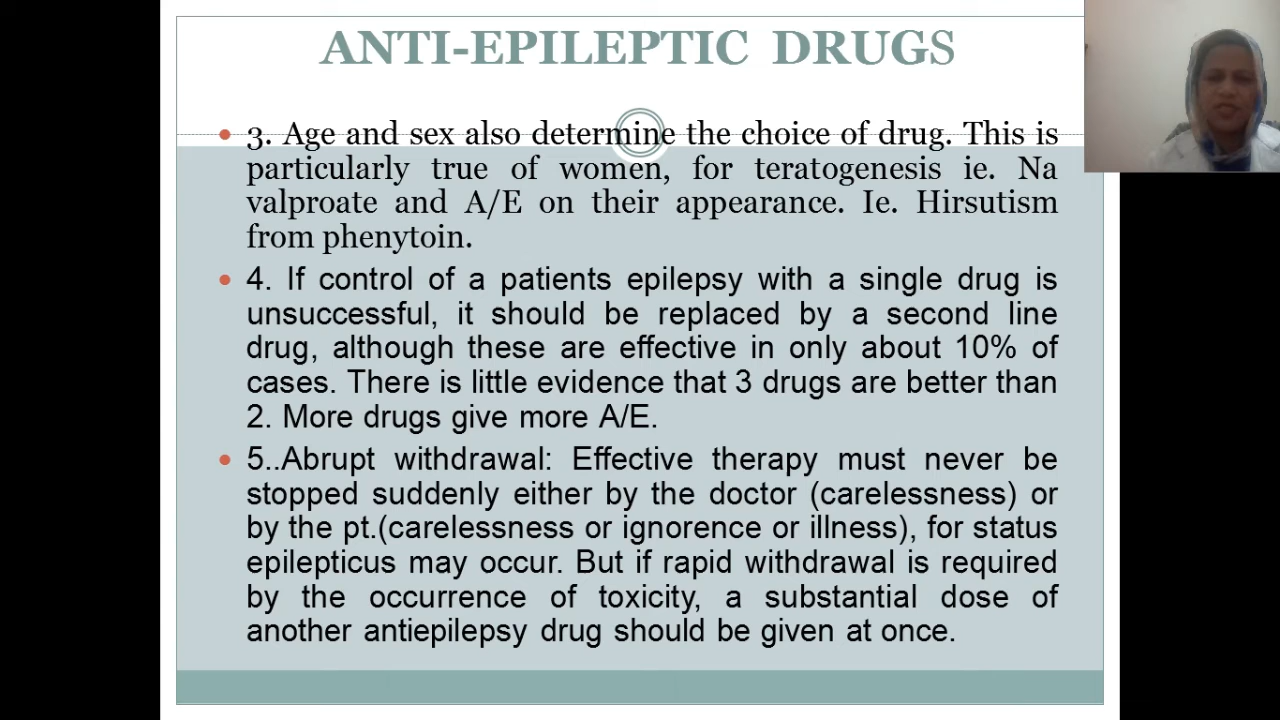 ANTI-EPILEPTIC DRUGS
3. Age and sex also determine the choice of drug. This is
particularly true of women, for teratogenesis ie. Na
valproate and A/E on their appearance. Ie. Hirsutism
from phenytoin.
4. If control of a patients epilepsy with a single drug is
unsuccessful, it should be replaced by a second line
drug, although these are effective in only about 10% of
cases. There is little evidence that 3 drugs are better than
2. More drugs give more A/E.
5..Abrupt withdrawal: Effective therapy must never be
stopped suddenly either by the doctor (carelessness) or
by the pt.(carelessness or ignorence or illness), for status
epilepticus may occur. But if rapid withdrawal is required
by the occurrence of toxicity, a substantial dose of
another antiepilepsy drug should be given at once.